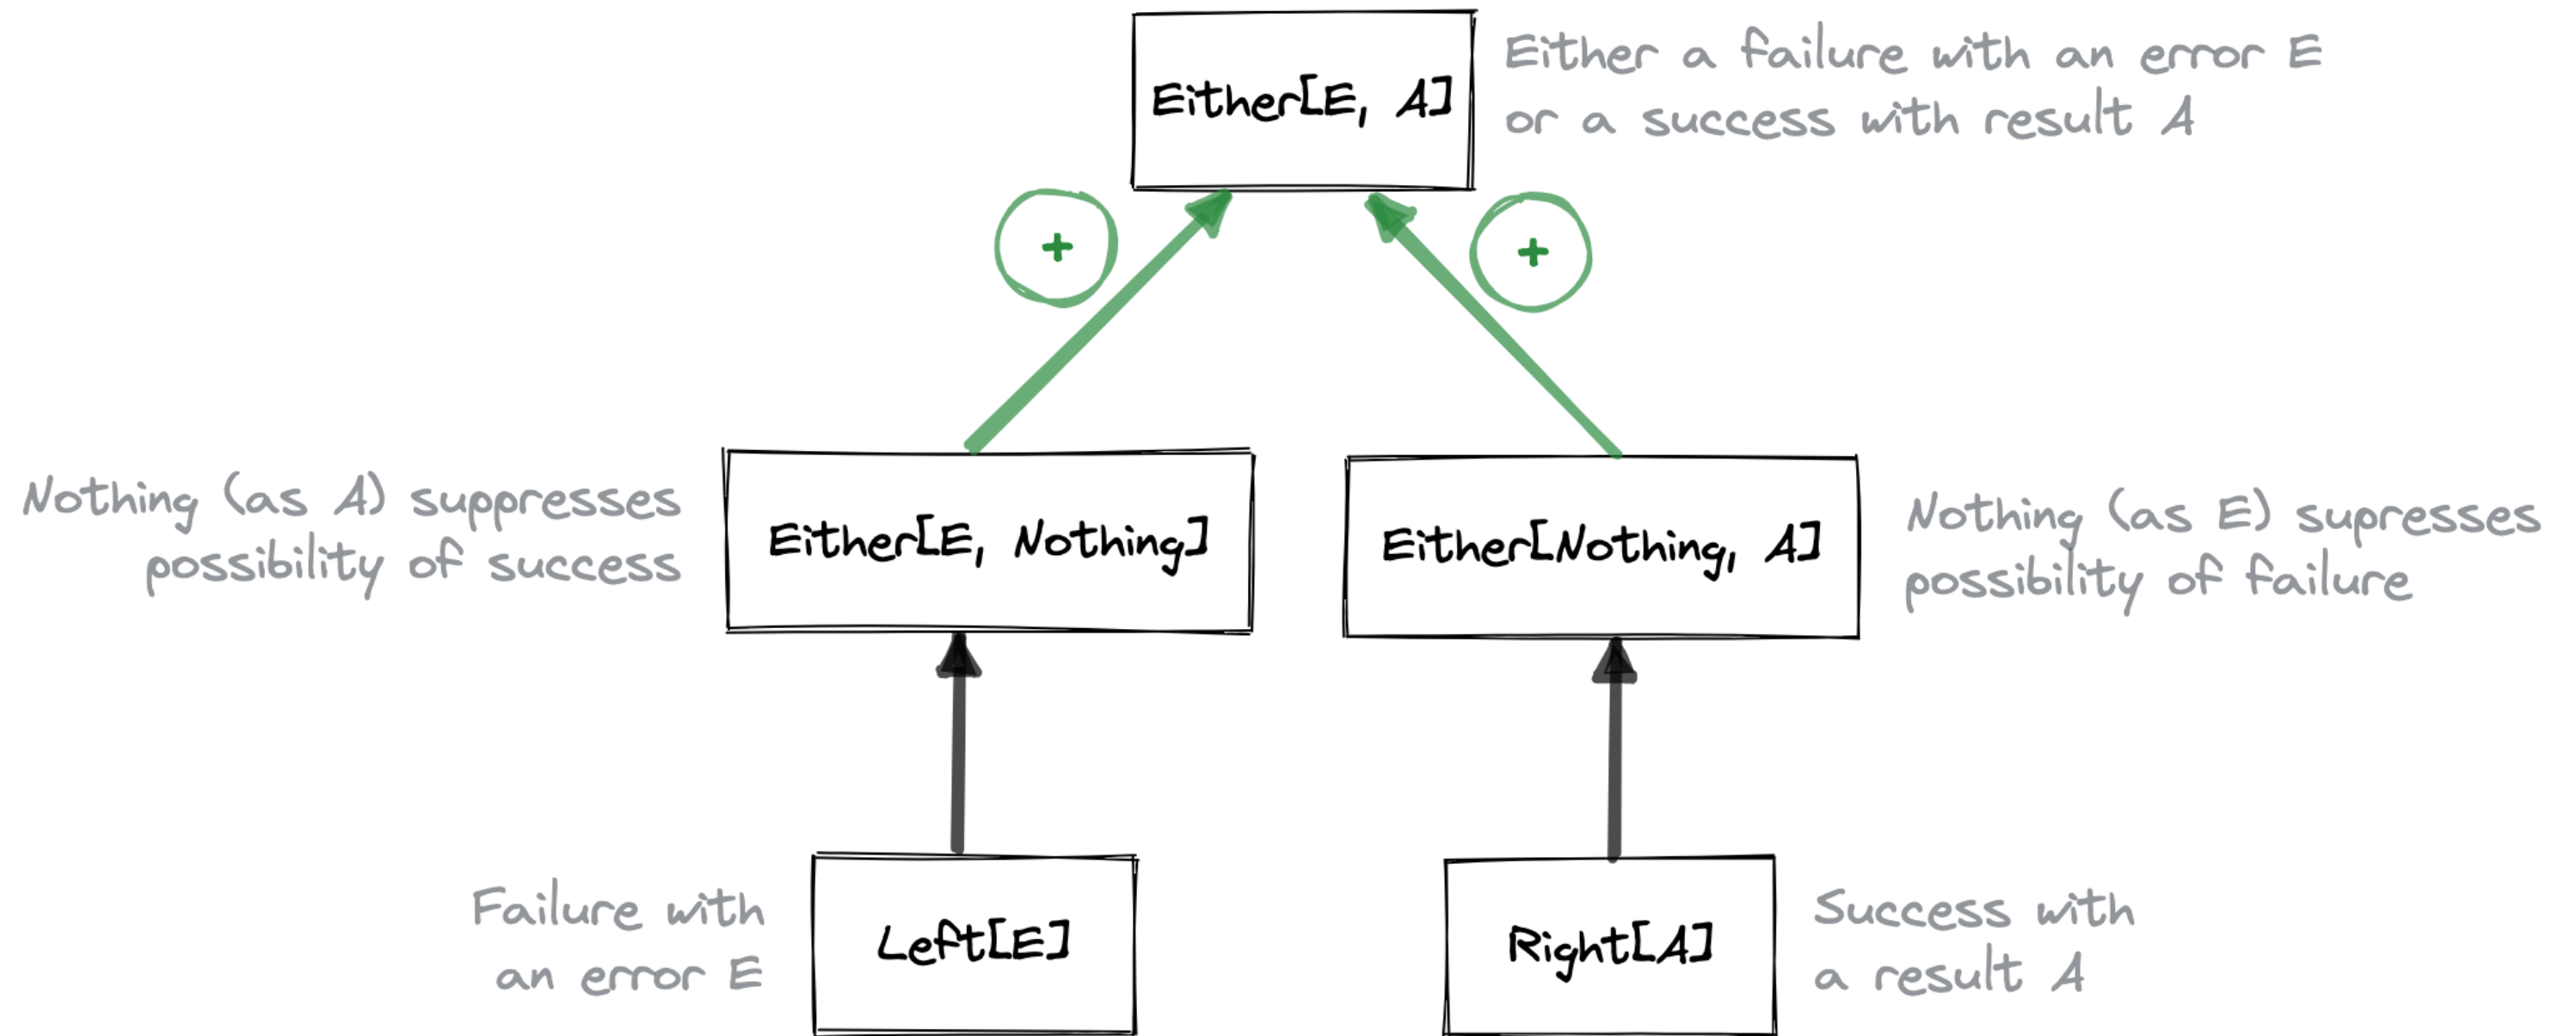 Either[E, A]
Either a failure with an error E
or a success with result A
+
+
Nothing (as A) suppresses
possibility of success
Either[E, Nothing]
Either[Nothing, A]
Nothing (as E) supresses
possibility of failure
Failure with
an error E
Left[E]
Right[A]
Success with
a result A